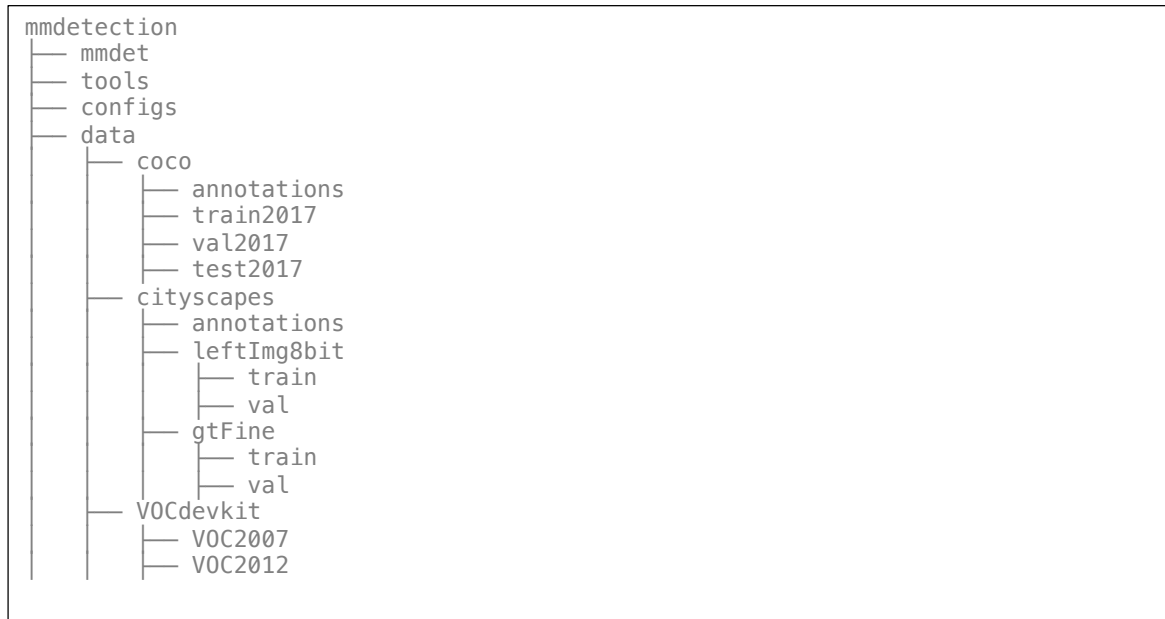 mmdetection
├── mmdet
├── tools
├── configs
├── data
│   ├── coco
│   │   ├── annotations
│   │   ├── train2017
│   │   ├── val2017
│   │   ├── test2017
│   ├── cityscapes
│   │   ├── annotations
│   │   ├── leftImg8bit
│   │   │   ├── train
│   │   │   ├── val
│   │   ├── gtFine
│   │   │   ├── train
│   │   │   ├── val
│   ├── VOCdevkit
│   │   ├── VOC2007
│   │   ├── VOC2012